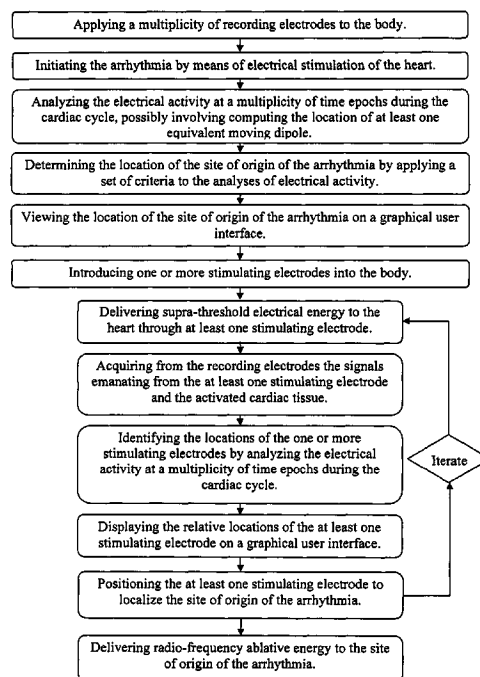 Applying a multiplicity of recording electrodes to the body.
Initiating the arrhythmia by means of electrical stimulation of the heart.
Analyzing the electrical activity at a multiplicity of time epochs during the
cardiac cycle, possibly involving computing the location of at least one
equivalent moving dipole.
Determining the location of the site of origin of the arrhythmia by applying a
set of criteria to the analyses of electrical activity.
Viewing the location of the site of origin of the arrhythmia on a graphical user
interface.
Introducing one or more stimulating electrodes into the body.
Delivering supra-threshold electrical energy to the
heart through at least one stimulating electrode.
Acquiring from the recording electrodes the signals
emanating from the at least one stimulating electrode
and the activated cardiac tissue.
Identifying the locations of the one or more
stimulating electrodes by analyzing the electrical
activity at a multiplicity of time epochs during the
cardiac cycle.
Iterate
Displaying the relative locations of the at least one
stimulating electrode on a graphical user interface.
Positioning the at least one stimulating electrode to
localize the site of origin of the arrhythmia.
Delivering radio-frequency ablative energy to the site
of origin of the arrhythmia.